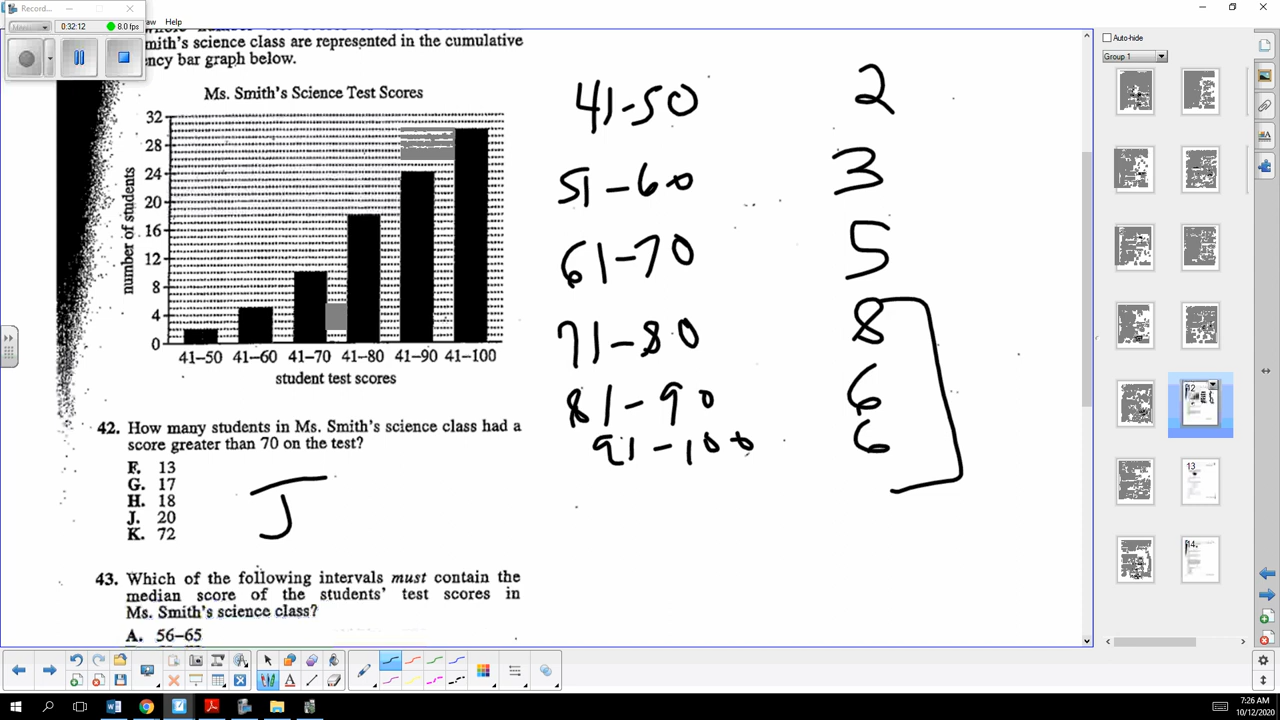 Record...
aw Help
0:32:12 8.0 fps
Smith's science class are represented in the cumulative
ency bar graph below.
Ms. Smith's Science Test Scores
number of students
32
28
24
20
16
12
8
4
0
41–50 41–60 41–70 41–80 41–90 41–100
student test scores
42. How many students in Ms. Smith's science class had a
score greater than 70 on the test?
F. 13
G. 17
H. 18
J. 20
K. 72
J
43. Which of the following intervals must contain the
median score of the students' test scores in
Ms. Smith's science class?
A. 56–65
41-50 2
51-60 3
61-70 5
71-80 8
81-90 6
91-100 6
Auto-hide
Group 1
12
13
14.
7:26 AM
10/12/2020